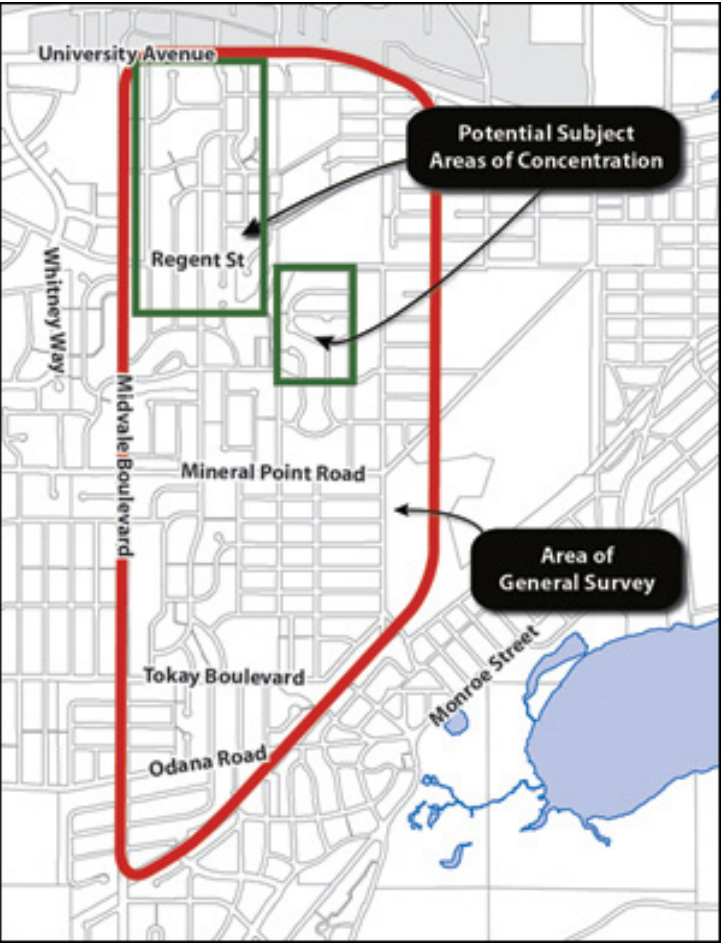 University Avenue
Potential Subject
Areas of Concentration
Regent St
Whitney Way
Midvale Boulevard
Mineral Point Road
Area of
General Survey
Tokay Boulevard
Monroe Street
Odana Road